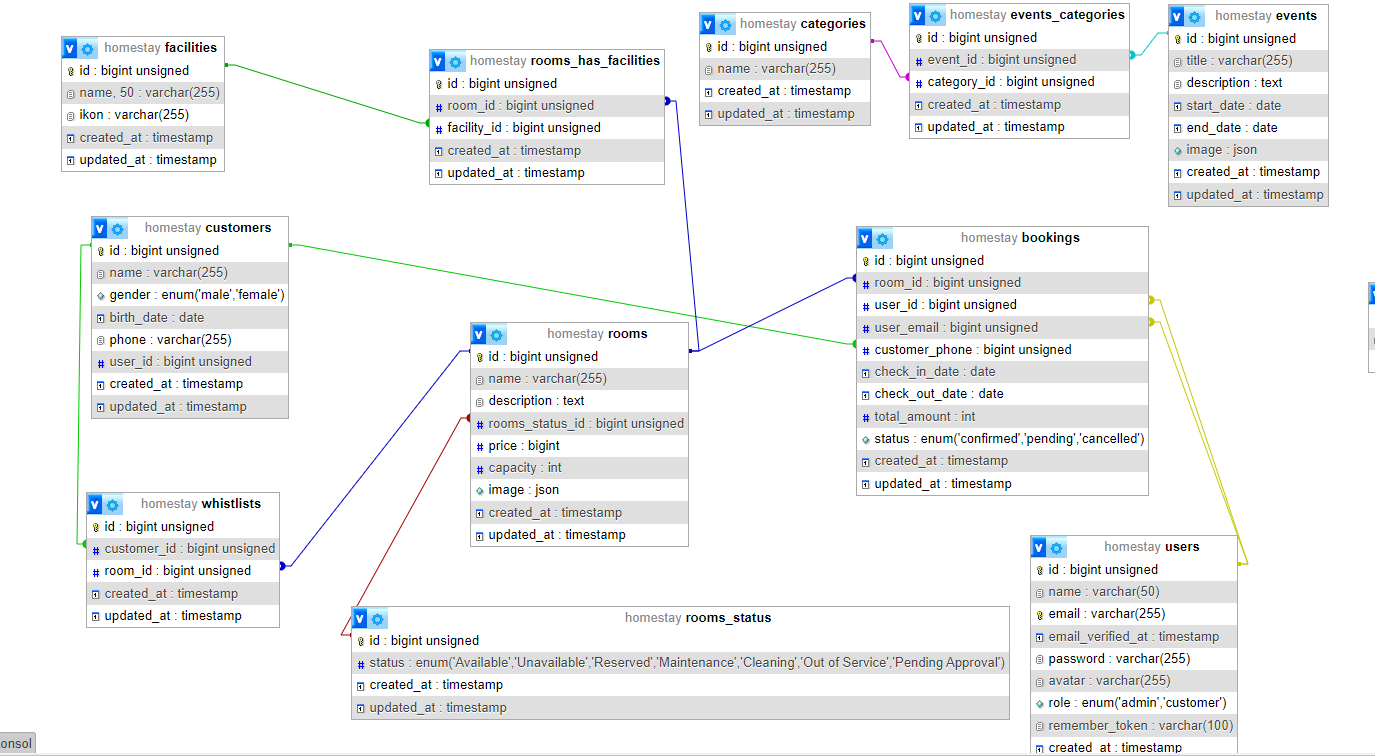 homestay facilities
id : bigint unsigned
name, 50 : varchar(255)
ikon : varchar(255)
created_at : timestamp
updated_at : timestamp
homestay rooms_has_facilities
id : bigint unsigned
room_id : bigint unsigned
facility_id : bigint unsigned
created_at : timestamp
updated_at : timestamp
homestay categories
id : bigint unsigned
name : varchar(255)
created_at : timestamp
updated_at : timestamp
homestay events_categories
id : bigint unsigned
event_id : bigint unsigned
category_id : bigint unsigned
created_at : timestamp
updated_at : timestamp
homestay events
id : bigint unsigned
title : varchar(255)
description : text
start_date : date
end_date : date
image : json
created_at : timestamp
updated_at : timestamp
homestay customers
id : bigint unsigned
name : varchar(255)
gender : enum('male','female')
birth_date : date
phone : varchar(255)
user_id : bigint unsigned
created_at : timestamp
updated_at : timestamp
homestay bookings
id : bigint unsigned
room_id : bigint unsigned
user_id : bigint unsigned
user_email : bigint unsigned
customer_phone : bigint unsigned
check_in_date : date
check_out_date : date
total_amount : int
status : enum('confirmed','pending','cancelled')
created_at : timestamp
updated_at : timestamp
homestay rooms
id : bigint unsigned
name : varchar(255)
description : text
rooms_status_id : bigint unsigned
price : bigint
capacity : int
image : json
created_at : timestamp
updated_at : timestamp
homestay whistlists
id : bigint unsigned
customer_id : bigint unsigned
room_id : bigint unsigned
created_at : timestamp
updated_at : timestamp
homestay rooms_status
id : bigint unsigned
status : enum('Available','Unavailable','Reserved','Maintenance','Cleaning','Out of Service','Pending Approval')
created_at : timestamp
updated_at : timestamp
homestay users
id : bigint unsigned
name : varchar(50)
email : varchar(255)
email_verified_at : timestamp
password : varchar(255)
avatar : varchar(255)
role : enum('admin','customer')
remember_token : varchar(100)
created_at : timestamp
onsol